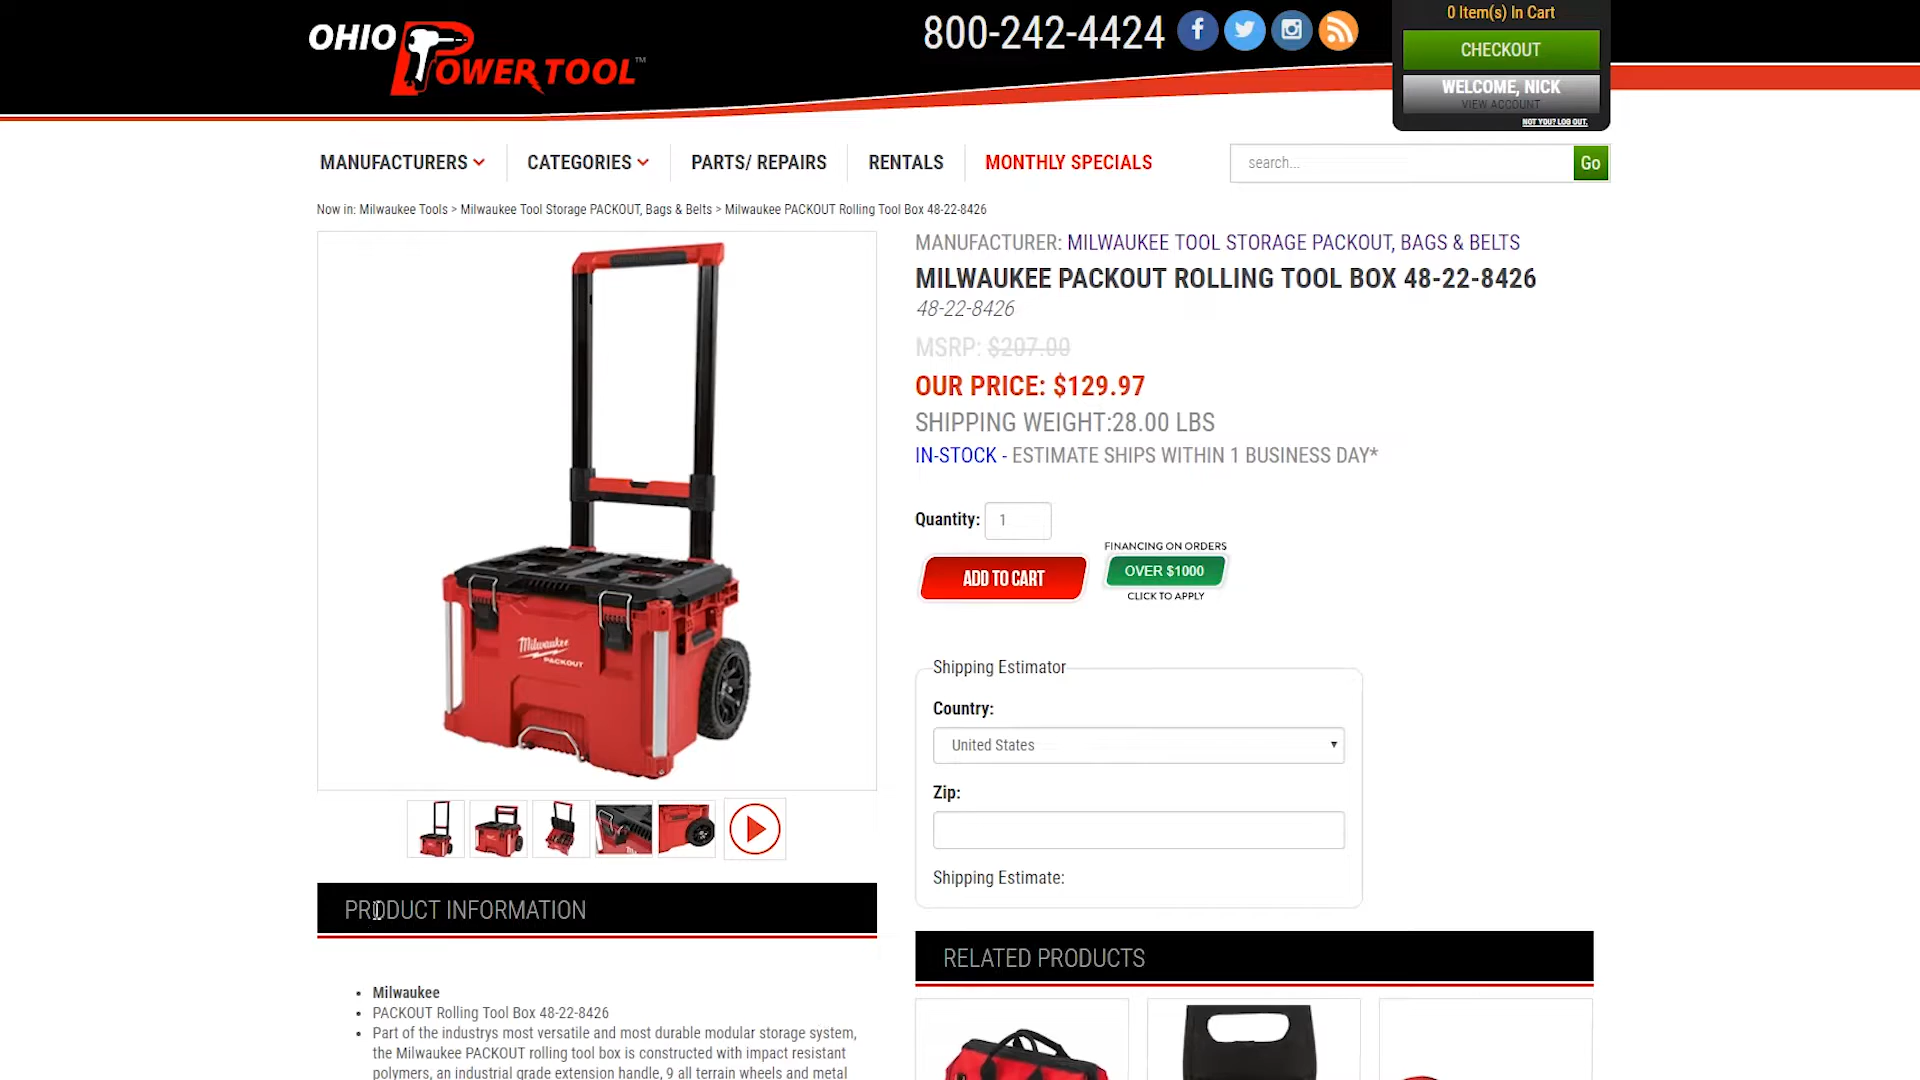 OHIO POWER TOOL™
800-242-4424
0 Item(s) In Cart
CHECKOUT
WELCOME, NICK
VIEW ACCOUNT
NOT YOU? LOG OUT.
MANUFACTURERS
CATEGORIES
PARTS/ REPAIRS
RENTALS
MONTHLY SPECIALS
search...
Go
Now in: Milwaukee Tools > Milwaukee Tool Storage PACKOUT, Bags & Belts > Milwaukee PACKOUT Rolling Tool Box 48-22-8426
Milwaukee
PACKOUT
MANUFACTURER: MILWAUKEE TOOL STORAGE PACKOUT, BAGS & BELTS
MILWAUKEE PACKOUT ROLLING TOOL BOX 48-22-8426
48-22-8426
MSRP: $207.00
OUR PRICE: $129.97
SHIPPING WEIGHT:28.00 LBS
IN-STOCK - ESTIMATE SHIPS WITHIN 1 BUSINESS DAY*
Quantity: 1
ADD TO CART
FINANCING ON ORDERS
OVER $1000
CLICK TO APPLY
Shipping Estimator
Country:
United States
Zip:
Shipping Estimate:
PRODUCT INFORMATION
• Milwaukee
• PACKOUT Rolling Tool Box 48-22-8426
• Part of the industrys most versatile and most durable modular storage system,
the Milwaukee PACKOUT rolling tool box is constructed with impact resistant
polymers, an industrial grade extension handle, 9 all terrain wheels and metal
RELATED PRODUCTS